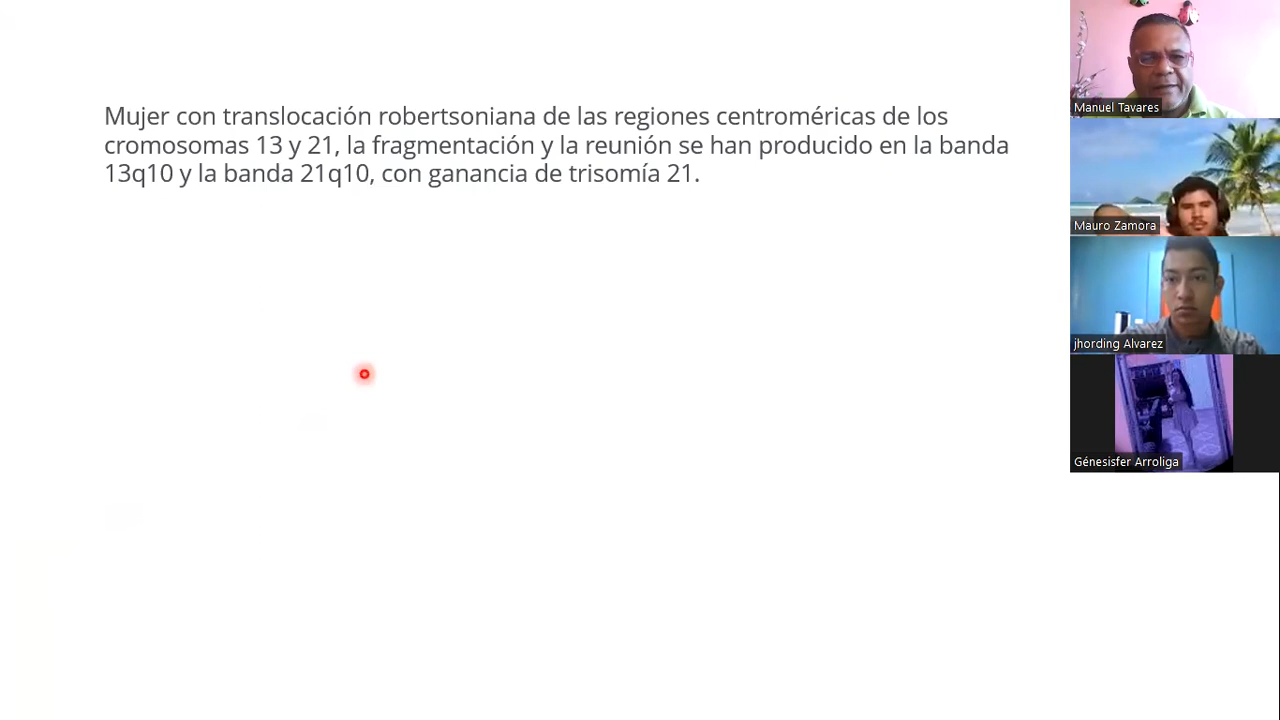 Mujer con translocación robertsoniana de las regiones centroméricas de los
cromosomas 13 y 21, la fragmentación y la reunión se han producido en la banda
13q10 y la banda 21q10, con ganancia de trisomía 21.
Manuel Tavares
Mauro Zamora
jhording Alvarez
Génesisfer Arroliga